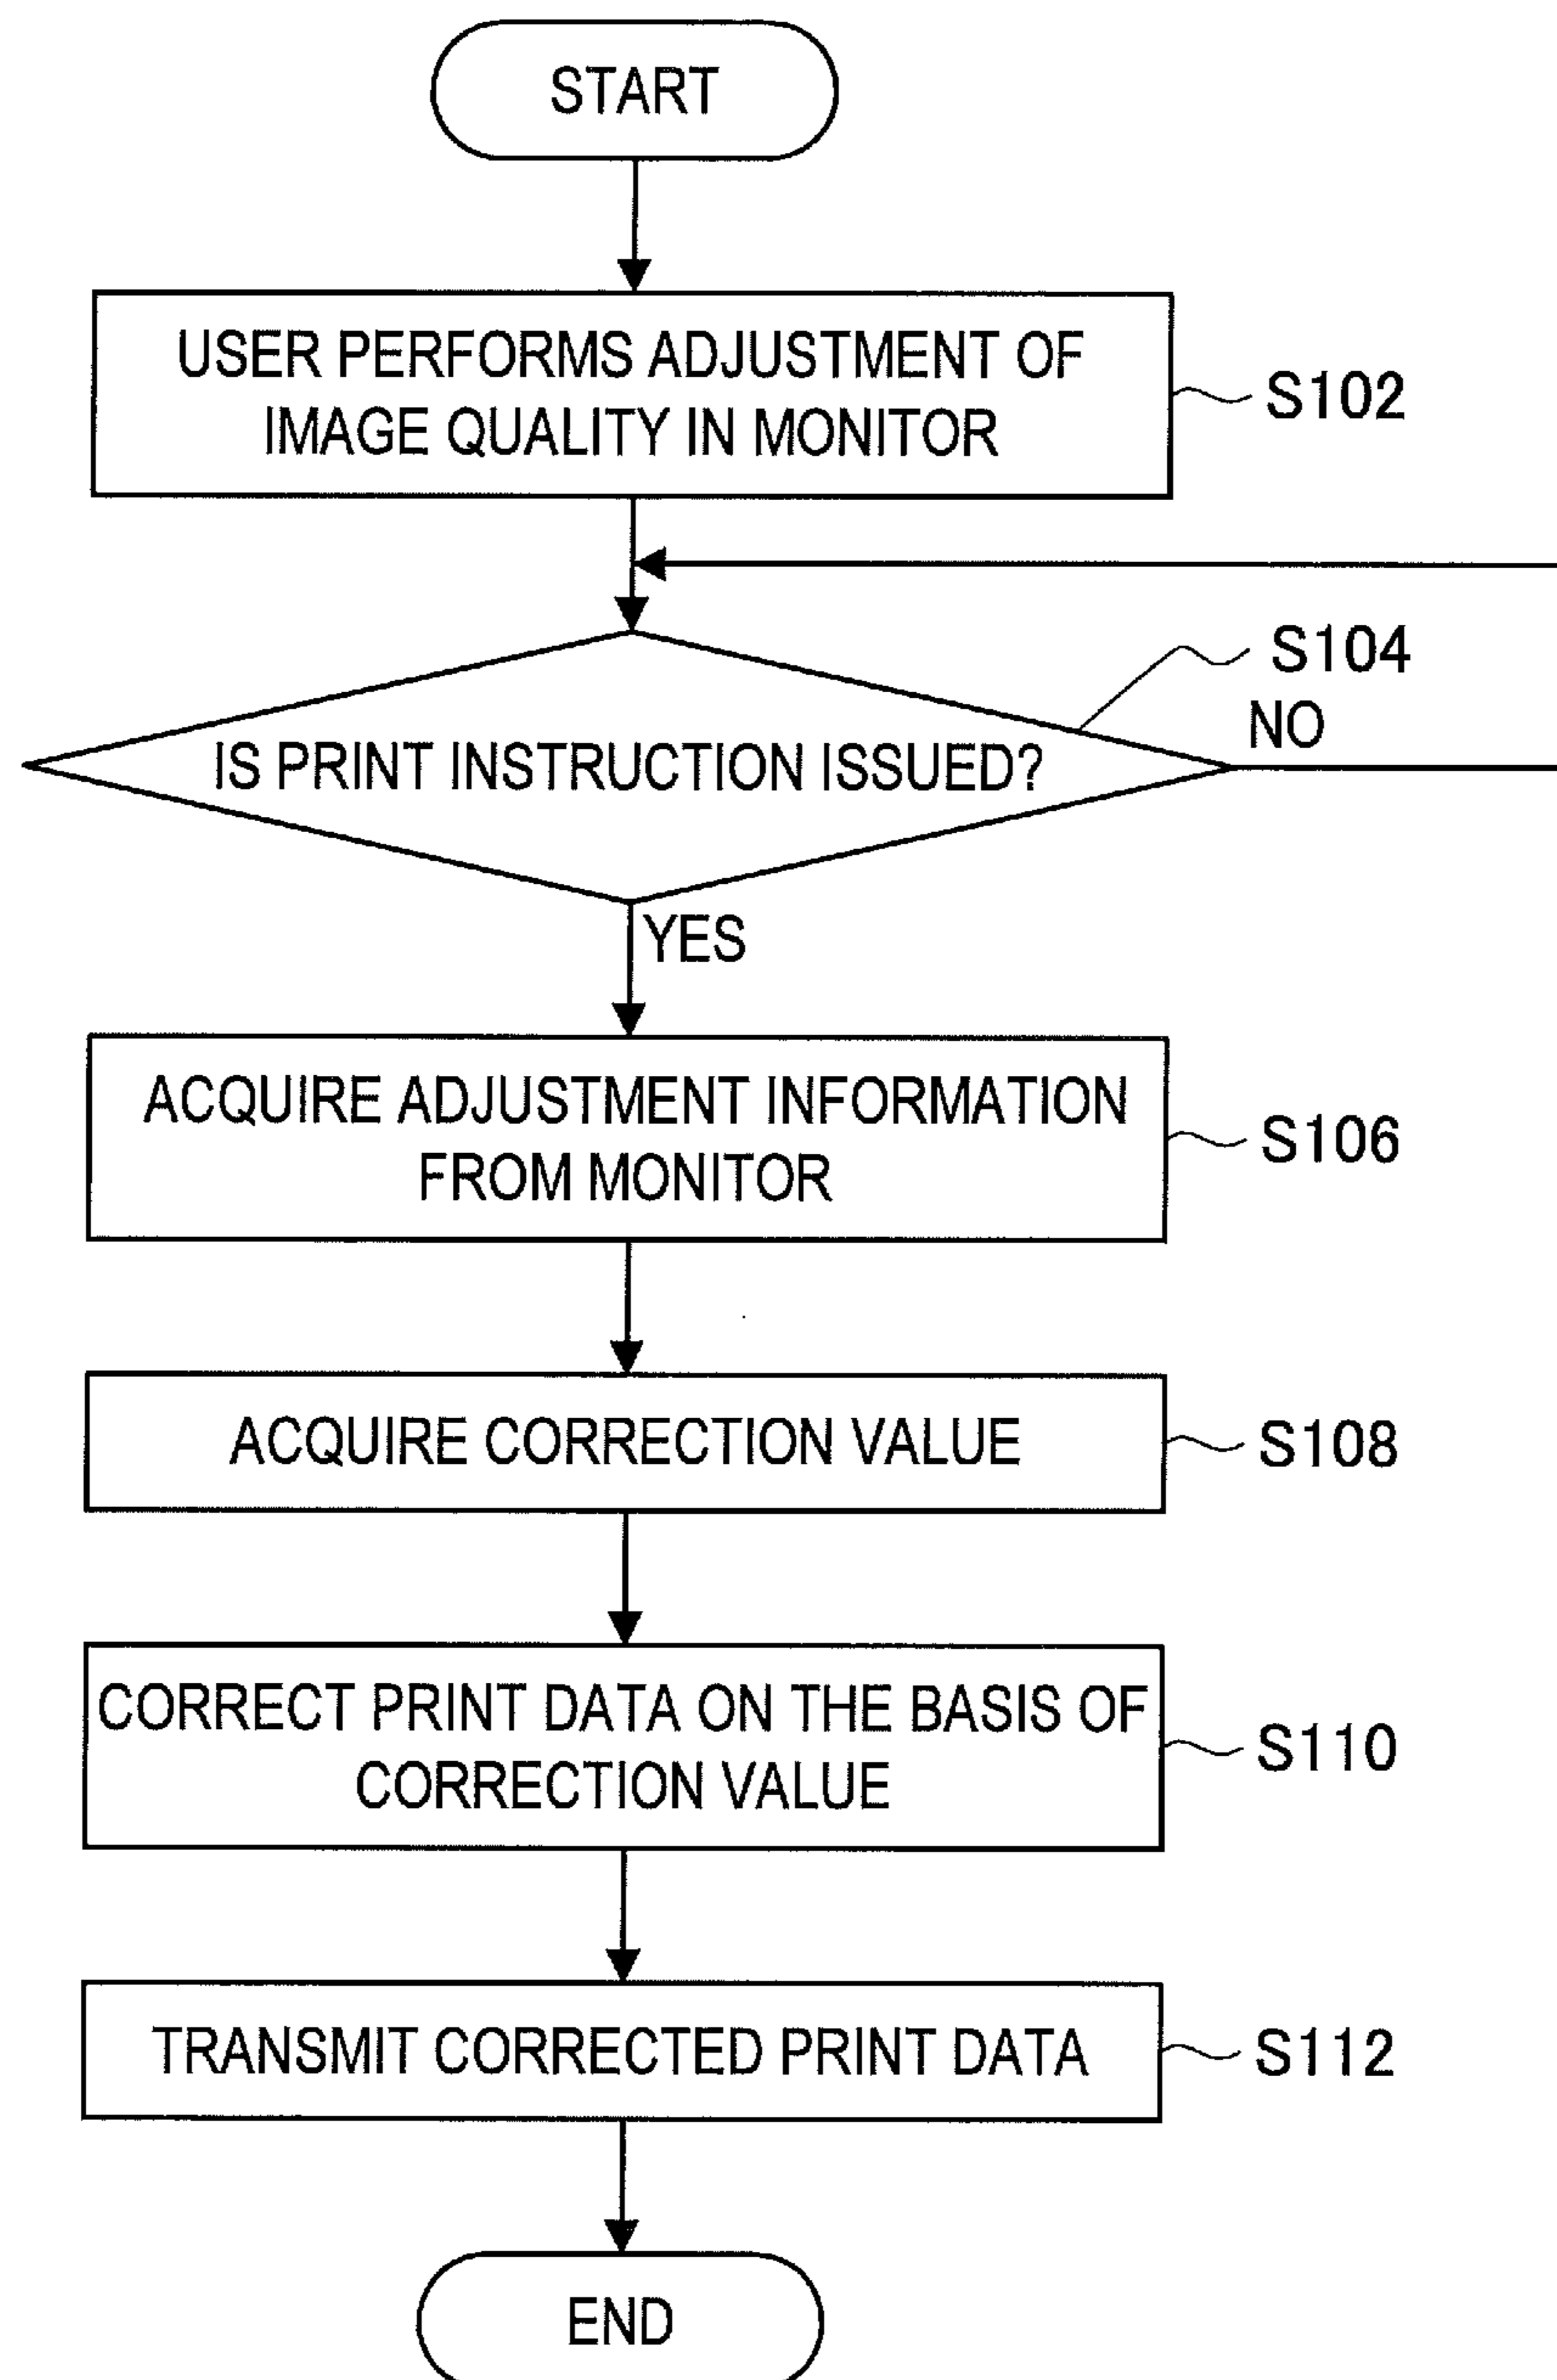 START
USER PERFORMS ADJUSTMENT OF
IMAGE QUALITY IN MONITOR
S102
S104
NO
IS PRINT INSTRUCTION ISSUED?
YES
ACQUIRE ADJUSTMENT INFORMATION
FROM MONITOR
S106
ACQUIRE CORRECTION VALUE
S108
CORRECT PRINT DATA ON THE BASIS OF
CORRECTION VALUE
S110
TRANSMIT CORRECTED PRINT DATA
S112
END